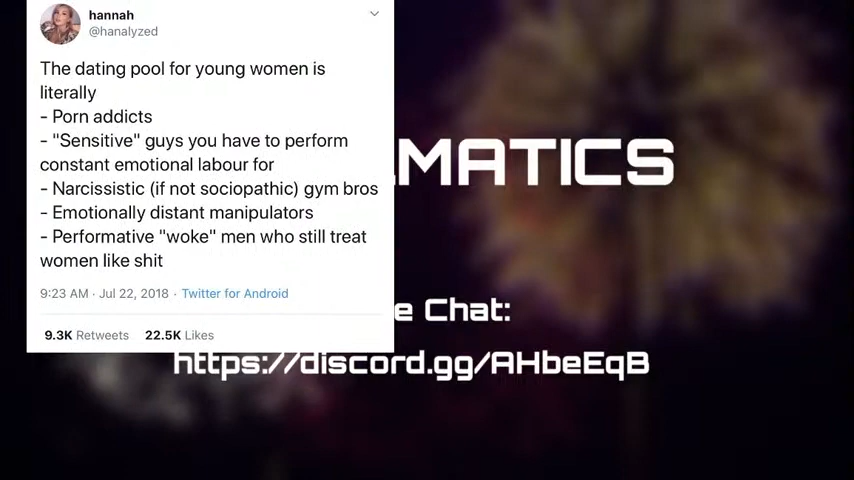 hannah
@hanalyzed
The dating pool for young women is
literally
- Porn addicts
- "Sensitive" guys you have to perform
constant emotional labour for
- Narcissistic (if not sociopathic) gym bros
- Emotionally distant manipulators
- Performative "woke" men who still treat
women like shit
9:23 AM · Jul 22, 2018 · Twitter for Android
9.3K Retweets 22.5K Likes
MATICS
e Chat:
https://discord.gg/AHbeEqB